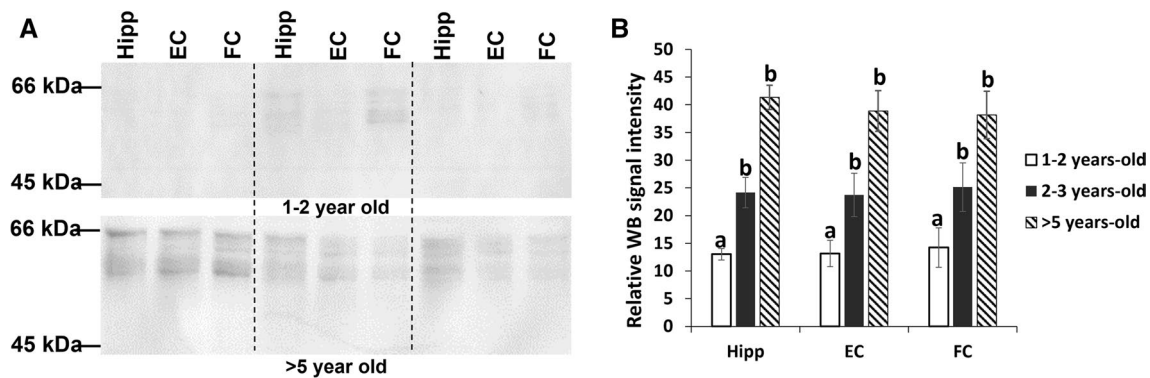 A
Hipp EC FC Hipp EC FC Hipp EC FC
66 kDa
45 kDa
1-2 year old
66 kDa
45 kDa
>5 year old
B
Relative WB signal intensity
50
45
40
35
30
25
20
15
10
5
0
a b b
a b b
a b b
Hipp EC FC
1-2 years-old
2-3 years-old
>5 years-old